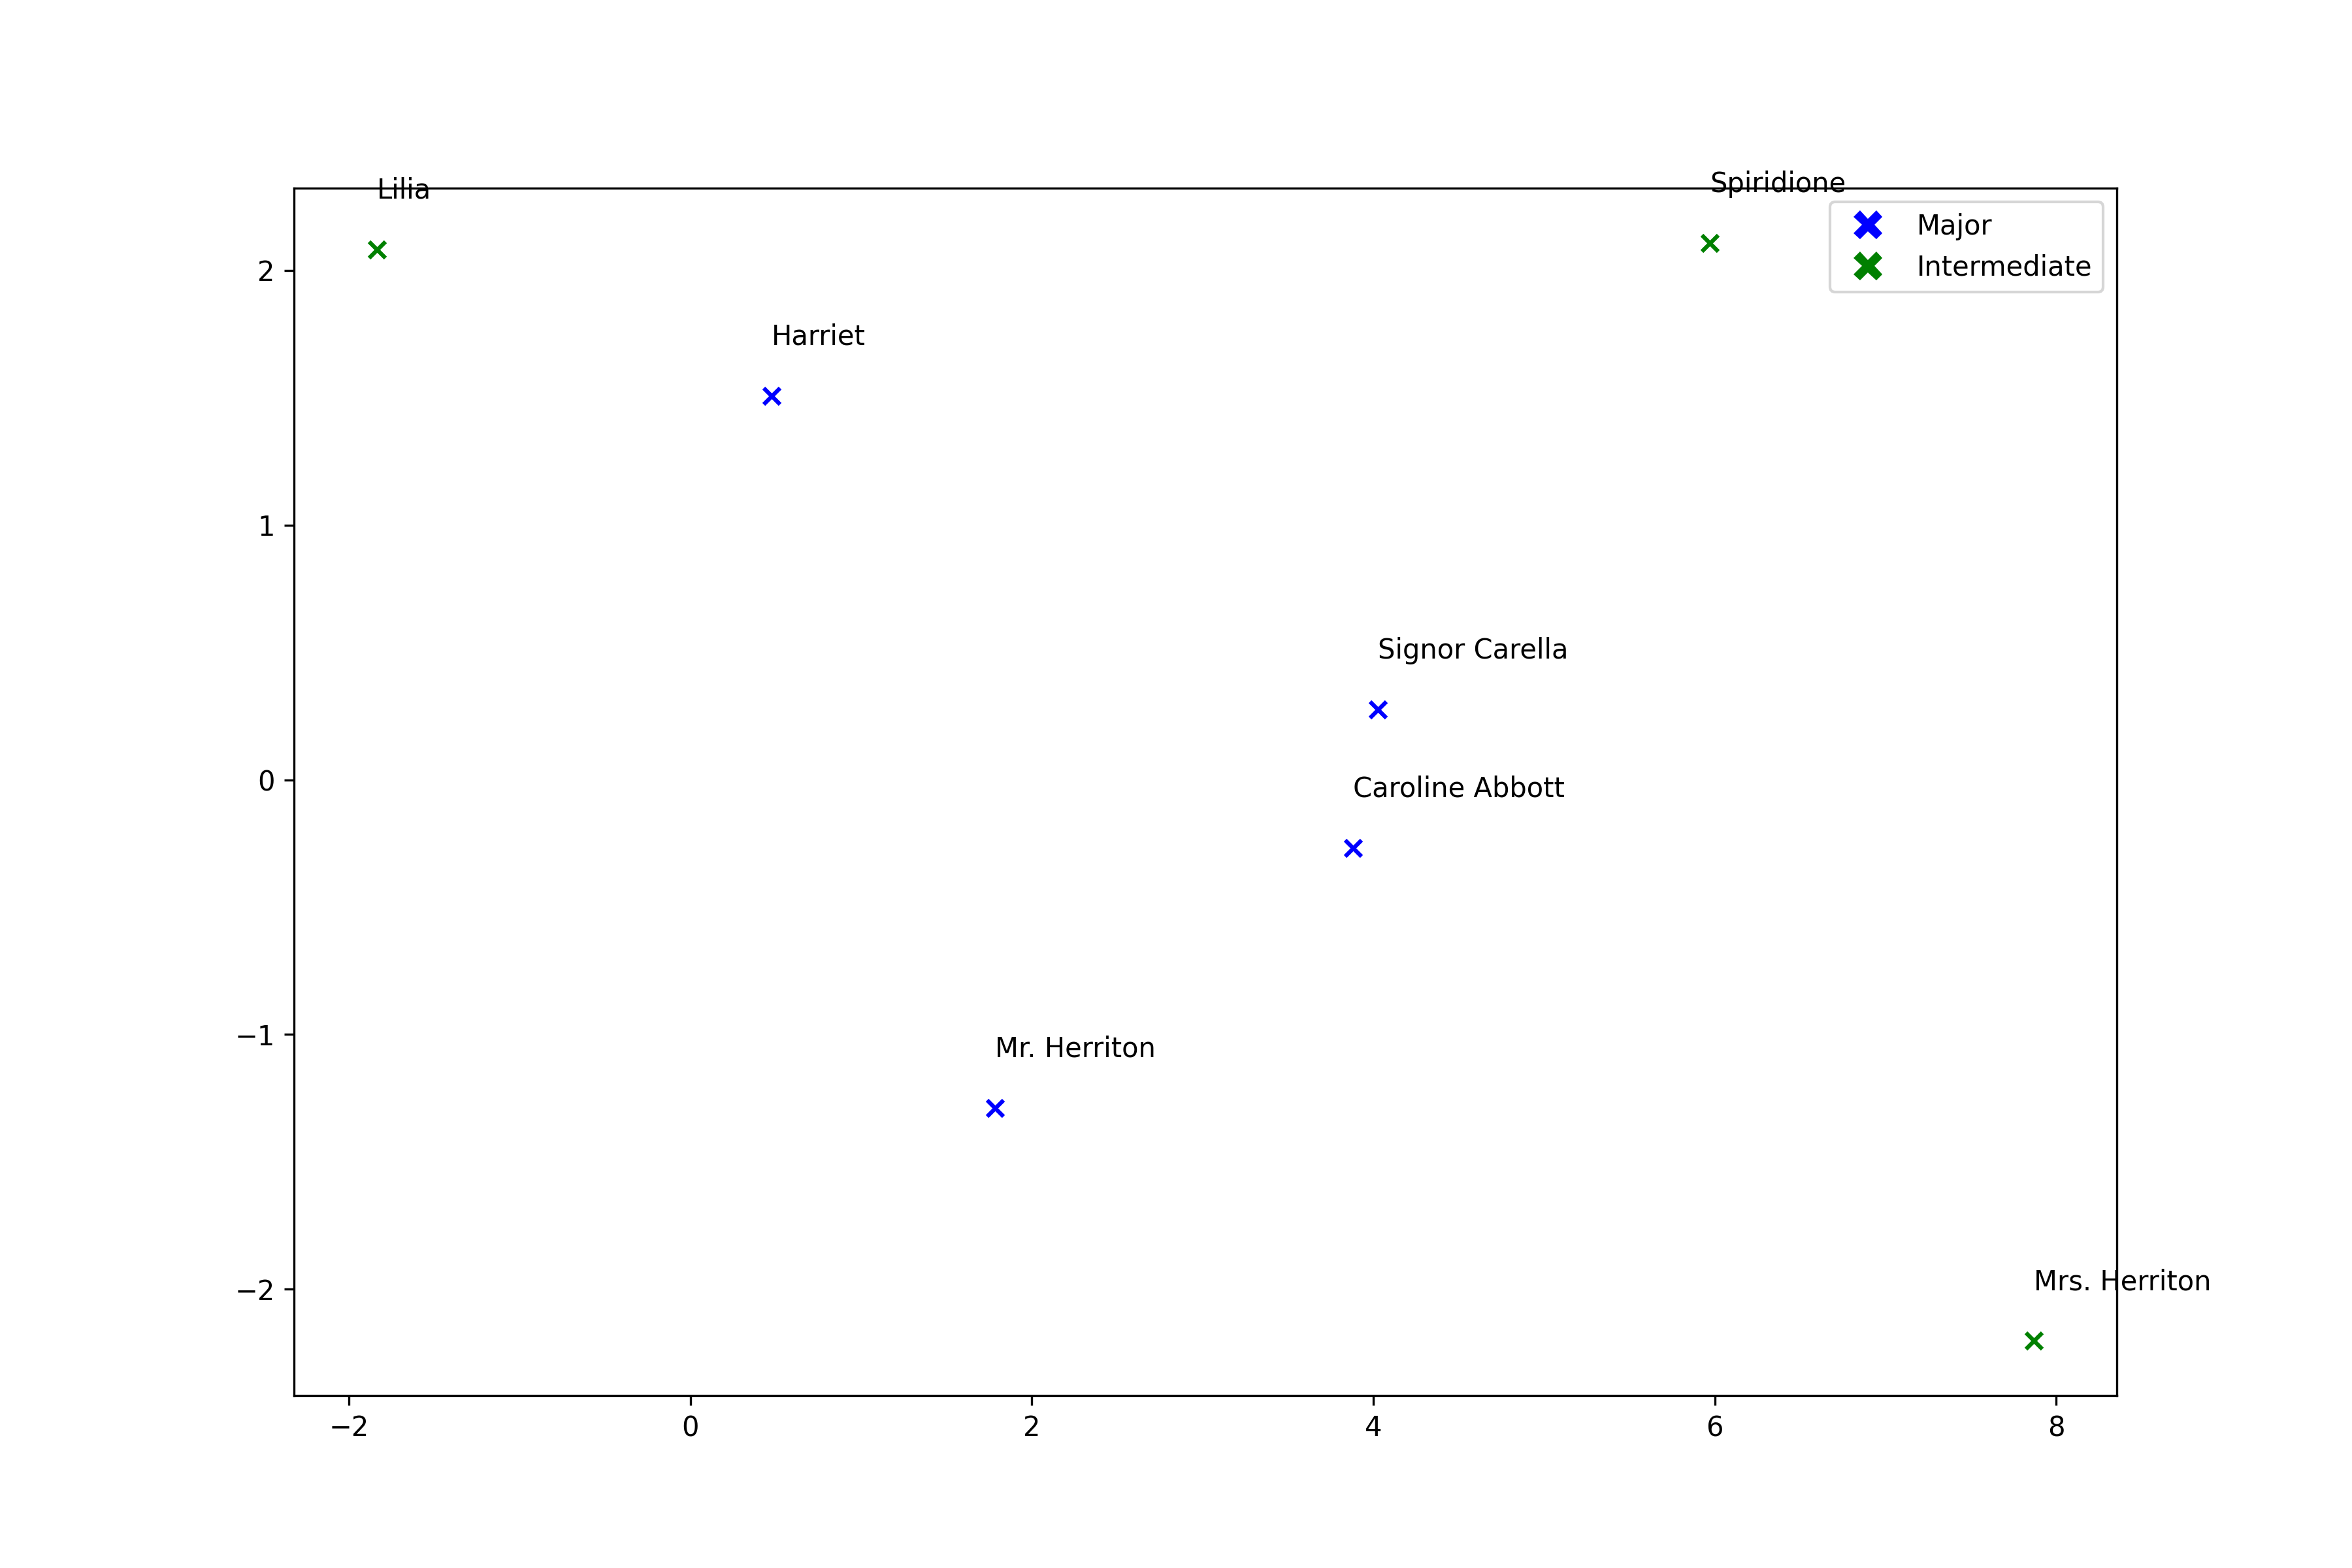 Lilia
Spiridione
Major
Intermediate
2
Harriet
1
Signor Carella
0
Caroline Abbott
−1
Mr. Herriton
−2
Mrs. Herriton
−2 0 2 4 6 8